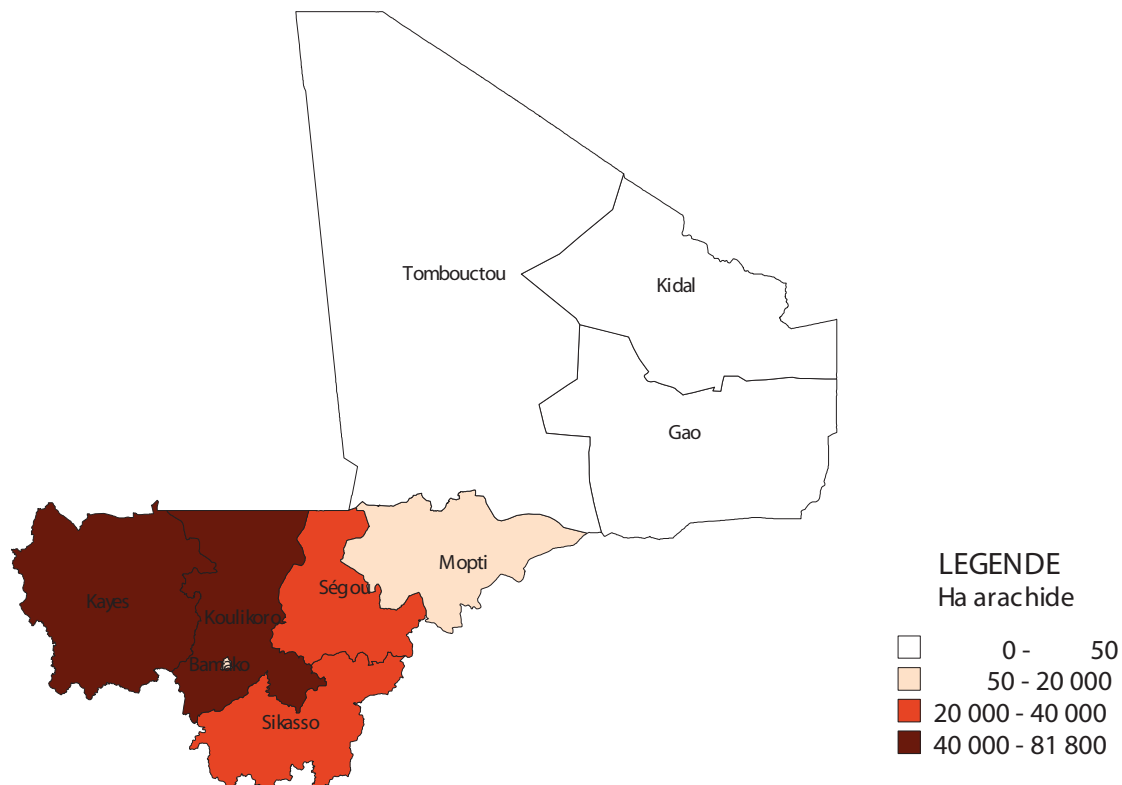 Tombouctou
Kidal
Gao
Mopti
Ségou
Kayes
Koulikoro
Bamako
Sikasso
LEGENDE
Ha arachide
0 - 50
50 - 20 000
20 000 - 40 000
40 000 - 81 800